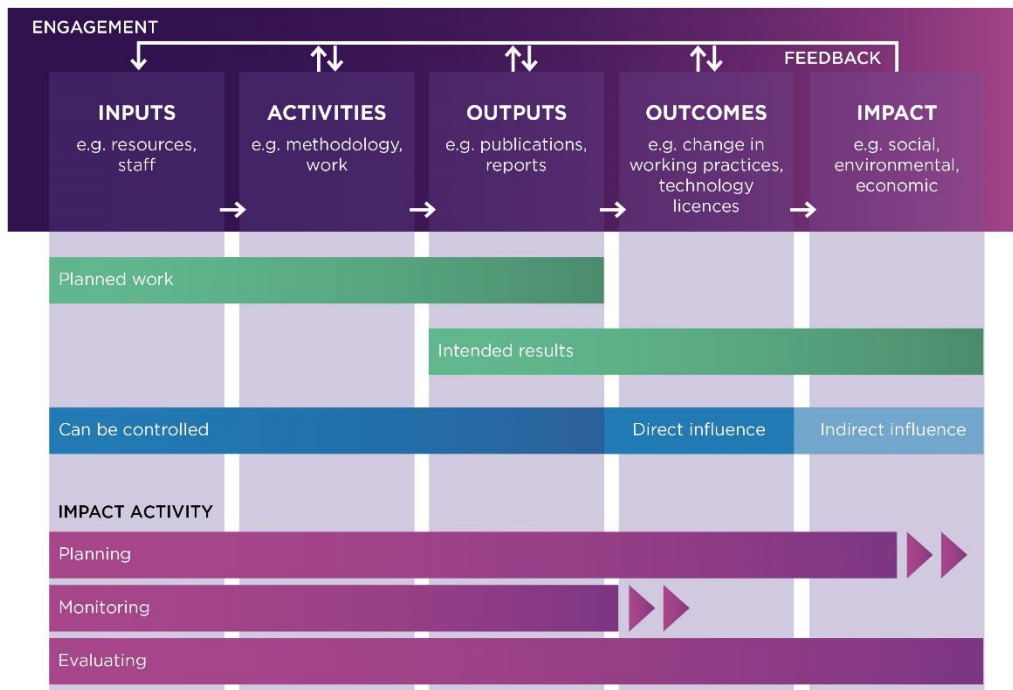 ENGAGEMENT
FEEDBACK
INPUTS
e.g. resources,
staff
ACTIVITIES
e.g. methodology,
work
OUTPUTS
e.g. publications,
reports
OUTCOMES
e.g. change in
working practices,
technology
licences
IMPACT
e.g. social,
environmental,
economic
Planned work
Intended results
Can be controlled
Direct influence
Indirect influence
IMPACT ACTIVITY
Planning
Monitoring
Evaluating